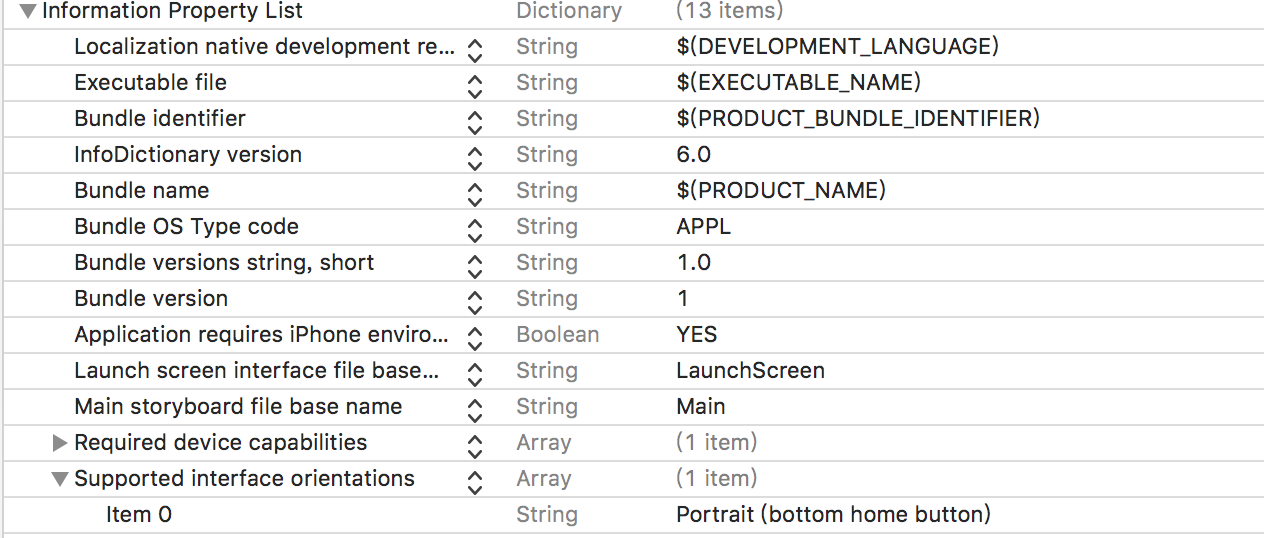 Information Property List Dictionary (13 items)
Localization native development re... String $(DEVELOPMENT_LANGUAGE)
Executable file String $(EXECUTABLE_NAME)
Bundle identifier String $(PRODUCT_BUNDLE_IDENTIFIER)
InfoDictionary version String 6.0
Bundle name String $(PRODUCT_NAME)
Bundle OS Type code String APPL
Bundle versions string, short String 1.0
Bundle version String 1
Application requires iPhone enviro... Boolean YES
Launch screen interface file base... String LaunchScreen
Main storyboard file base name String Main
Required device capabilities Array (1 item)
Supported interface orientations Array (1 item)
Item 0 String Portrait (bottom home button)